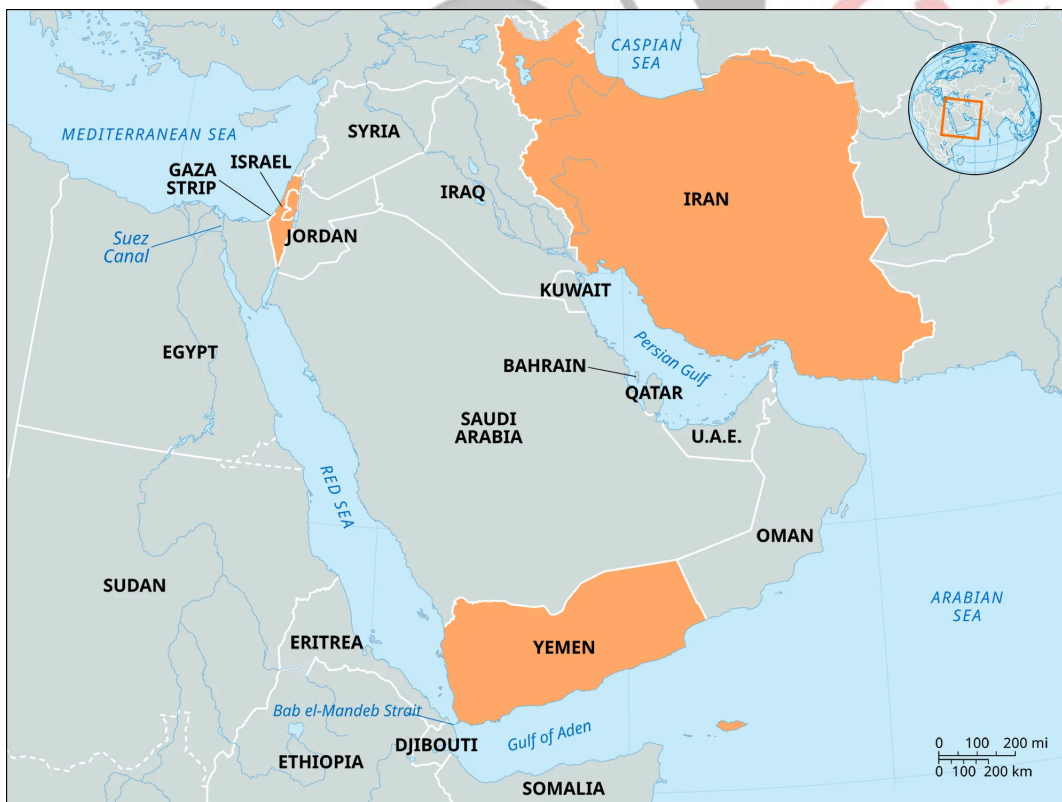 CASPIAN
SEA
MEDITERRANEAN SEA
SYRIA
GAZA
STRIP
ISRAEL
IRAQ
IRAN
Suez
Canal
JORDAN
KUWAIT
EGYPT
BAHRAIN
Persian Gulf
QATAR
SAUDI
ARABIA
U.A.E.
RED SEA
OMAN
SUDAN
ARABIAN
SEA
ERITREA
YEMEN
Bab el-Mandeb Strait
DJIBOUTI
Gulf of Aden
ETHIOPIA
SOMALIA
0 100 200 mi
0 100 200 km